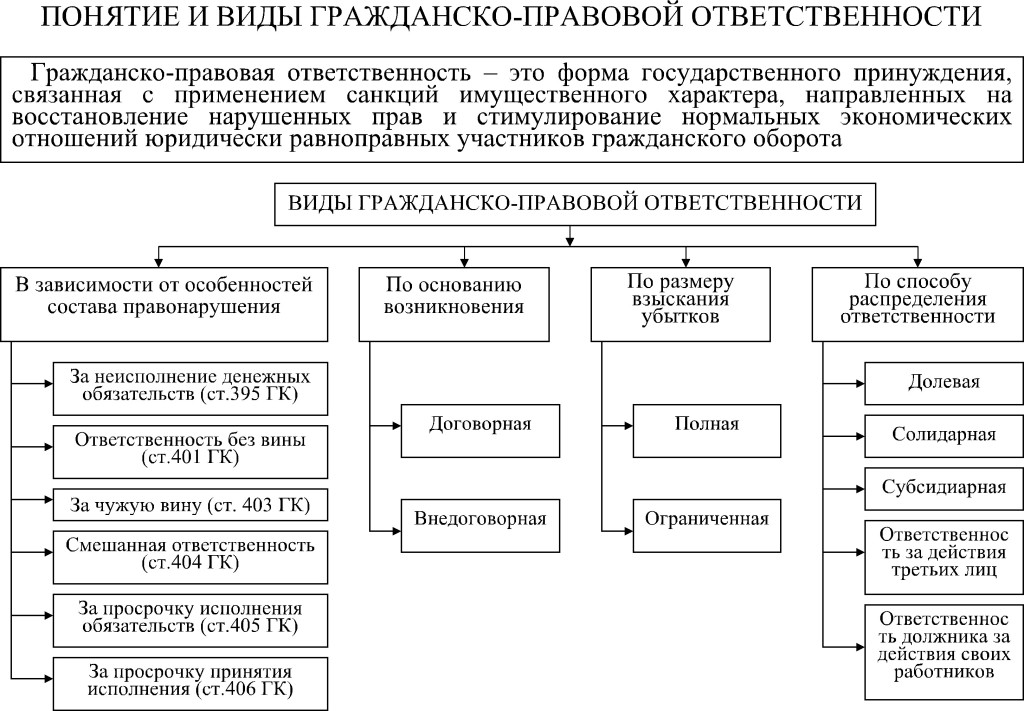 ПОНЯТИЕ И ВИДЫ ГРАЖДАНСКО-ПРАВОВОЙ ОТВЕТСТВЕННОСТИ
Гражданско-правовая ответственность – это форма государственного принуждения,
связанная с применением санкций имущественного характера, направленных на
восстановление нарушенных прав и стимулирование нормальных экономических
отношений юридически равноправных участников гражданского оборота
ВИДЫ ГРАЖДАНСКО-ПРАВОВОЙ ОТВЕТСТВЕННОСТИ
В зависимости от особенностей
состава правонарушения
За неисполнение денежных
обязательств (ст.395 ГК)
Ответственность без вины
(ст.401 ГК)
За чужую вину (ст. 403 ГК)
Смешанная ответственность
(ст.404 ГК)
За просрочку исполнения
обязательств (ст.405 ГК)
За просрочку принятия
исполнения (ст.406 ГК)
По основанию
возникновения
Договорная
Внедоговорная
По размеру
взыскания
убытков
Полная
Ограниченная
По способу
распределения
ответственности
Долевая
Солидарная
Субсидиарная
Ответственнос
ть за действия
третьих лиц
Ответственнос
ть должника за
действия своих
работников